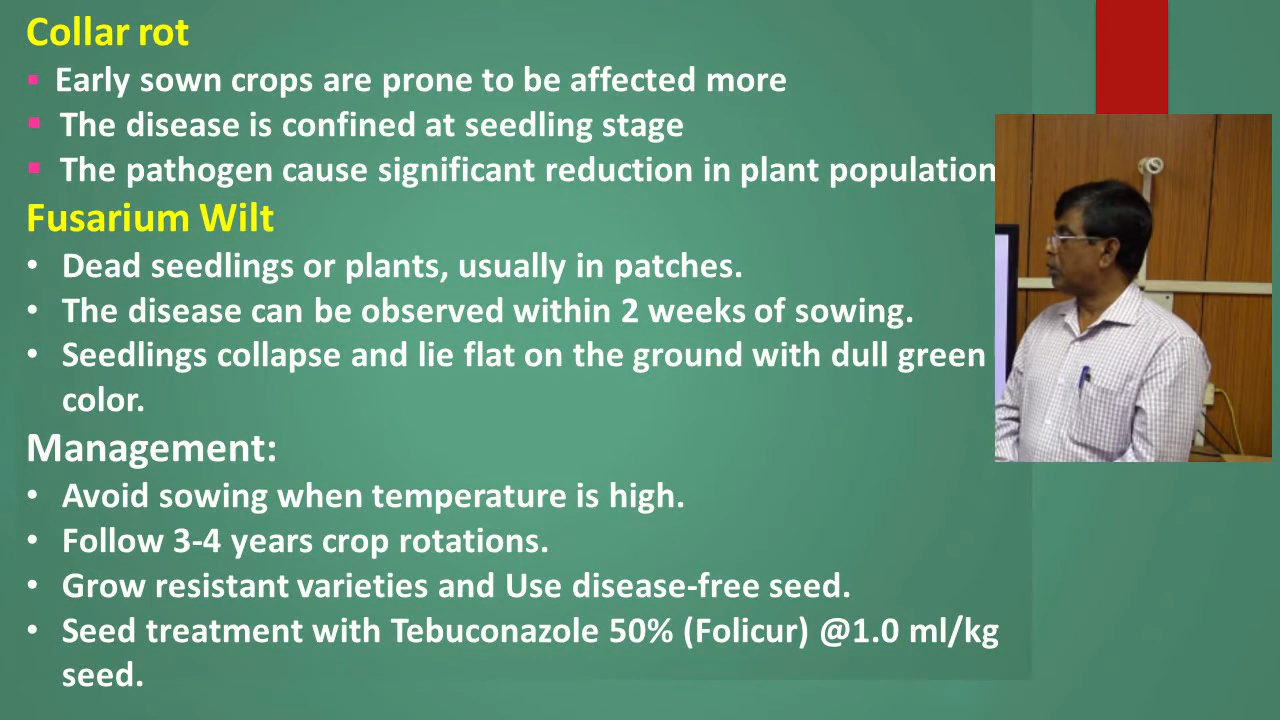 Collar rot
▪ Early sown crops are prone to be affected more
▪ The disease is confined at seedling stage
▪ The pathogen cause significant reduction in plant population
Fusarium Wilt
• Dead seedlings or plants, usually in patches.
• The disease can be observed within 2 weeks of sowing.
• Seedlings collapse and lie flat on the ground with dull green
color.
Management:
• Avoid sowing when temperature is high.
• Follow 3-4 years crop rotations.
• Grow resistant varieties and Use disease-free seed.
• Seed treatment with Tebuconazole 50% (Folicur) @1.0 ml/kg
seed.